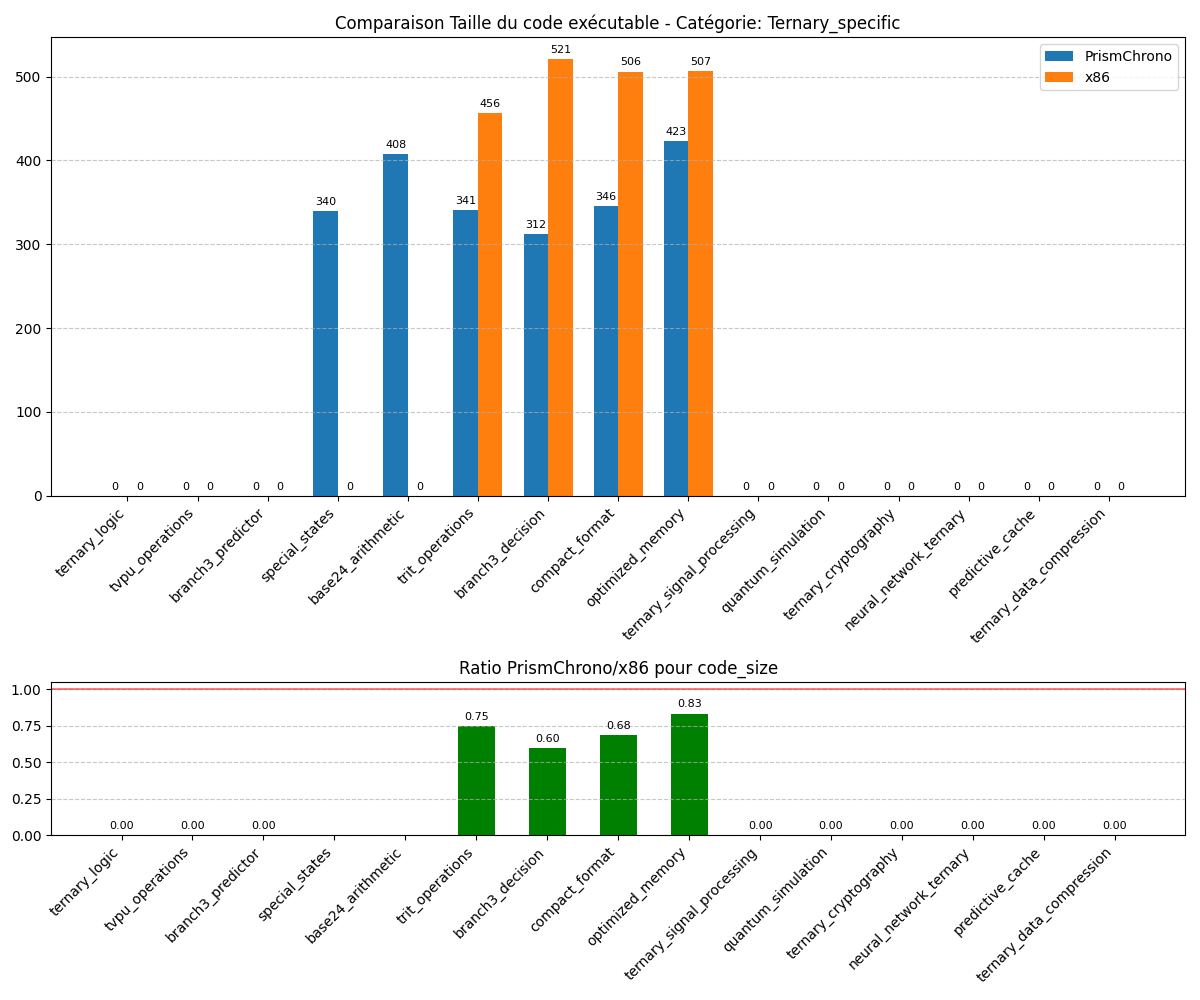 Comparaison Taille du code exécutable - Catégorie: Ternary_specific
PrismChrono
x86
500
400
300
200
100
0
0 0 0 0 0 0 340 0 408 0 341 456 312 521 346 506 423 507 0 0 0 0 0 0 0 0 0 0 0 0
ternary_logic
tvpu_operations
branch3_predictor
special_states
base24_arithmetic
trit_operations
branch3_decision
compact_format
optimized_memory
ternary_signal_processing
quantum_simulation
ternary_cryptography
neural_network_ternary
predictive_cache
ternary_data_compression
Ratio PrismChrono/x86 pour code_size
1.00
0.75
0.50
0.25
0.00
0.00 0.00 0.00 0.75 0.60 0.68 0.83 0.00 0.00 0.00 0.00 0.00 0.00
ternary_logic
tvpu_operations
branch3_predictor
special_states
base24_arithmetic
trit_operations
branch3_decision
compact_format
optimized_memory
ternary_signal_processing
quantum_simulation
ternary_cryptography
neural_network_ternary
predictive_cache
ternary_data_compression